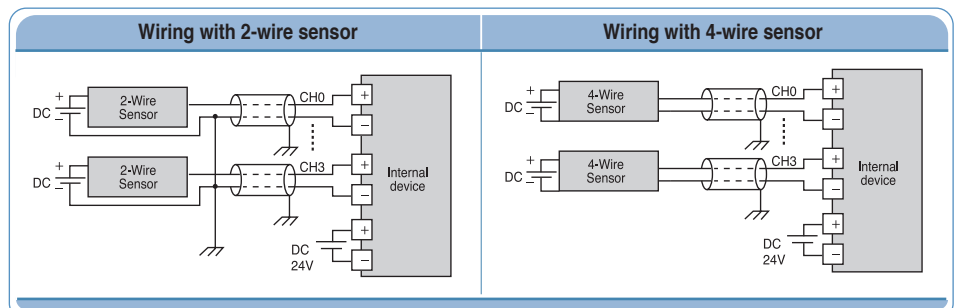 Wiring with 2-wire sensor
Wiring with 4-wire sensor
+
DC
−
2-Wire
Sensor
CH0
+
−
+
DC
−
2-Wire
Sensor
CH3
+
−
Internal
device
DC
24V
+
−
+
DC
−
4-Wire
Sensor
CH0
+
−
+
DC
−
4-Wire
Sensor
CH3
+
−
Internal
device
DC
24V
+
−